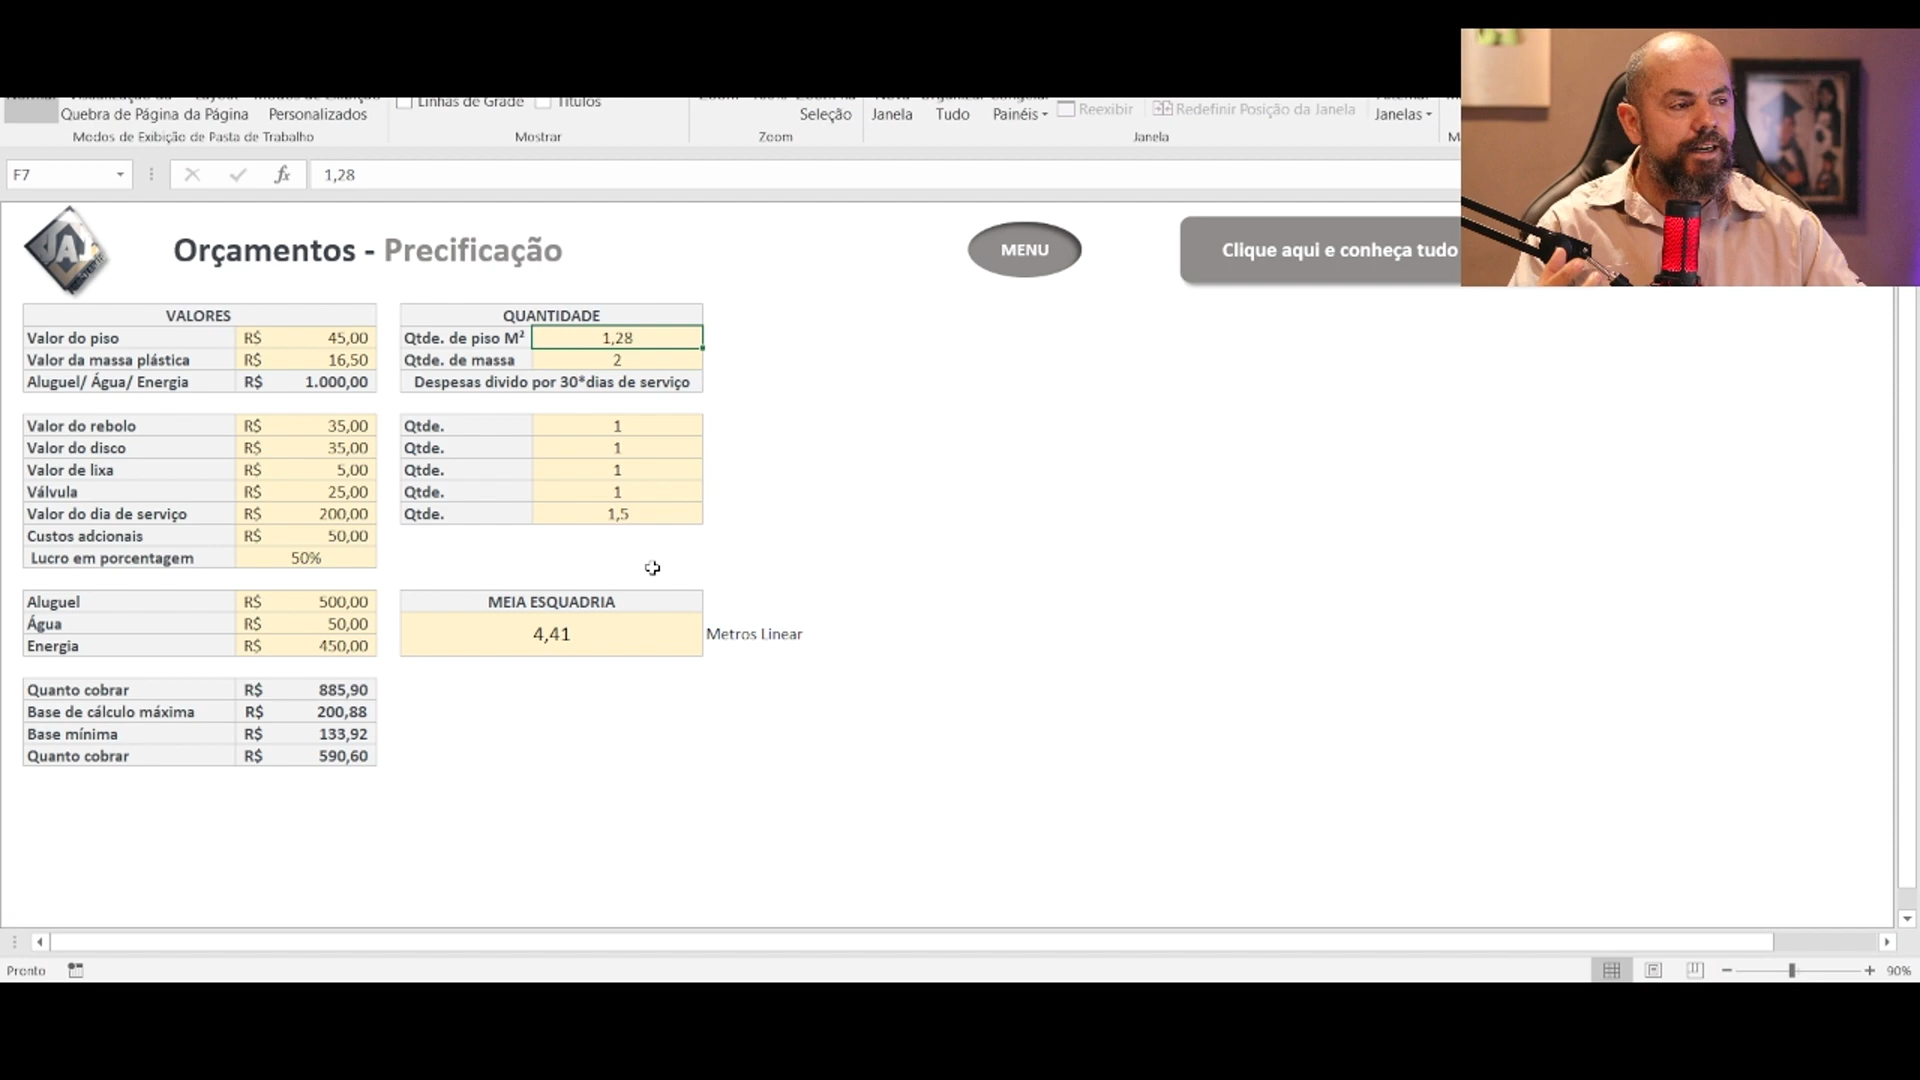 Linhas de Grade Títulos
Quebra de Página da Página Personalizados Seleção Janela Tudo Painéis Reexibir Redefinir Posição da Janela Janelas
Modos de Exibição de Pasta de Trabalho Mostrar Zoom Janela
F7 fx 1,28
JAJ
Orçamentos - Precificação
MENU
Clique aqui e conheça tudo
VALORES QUANTIDADE
Valor do piso R$ 45,00 Qtde. de piso M² 1,28
Valor da massa plástica R$ 16,50 Qtde. de massa 2
Aluguel/ Água/ Energia R$ 1.000,00 Despesas divido por 30*dias de serviço
Valor do rebolo R$ 35,00 Qtde. 1
Valor do disco R$ 35,00 Qtde. 1
Valor de lixa R$ 5,00 Qtde. 1
Válvula R$ 25,00 Qtde. 1
Valor do dia de serviço R$ 200,00 Qtde. 1,5
Custos adcionais R$ 50,00
Lucro em porcentagem 50%
Aluguel R$ 500,00 MEIA ESQUADRIA
Água R$ 50,00 4,41 Metros Linear
Energia R$ 450,00
Quanto cobrar R$ 885,90
Base de cálculo máxima R$ 200,88
Base mínima R$ 133,92
Quanto cobrar R$ 590,60
Pronto 90%